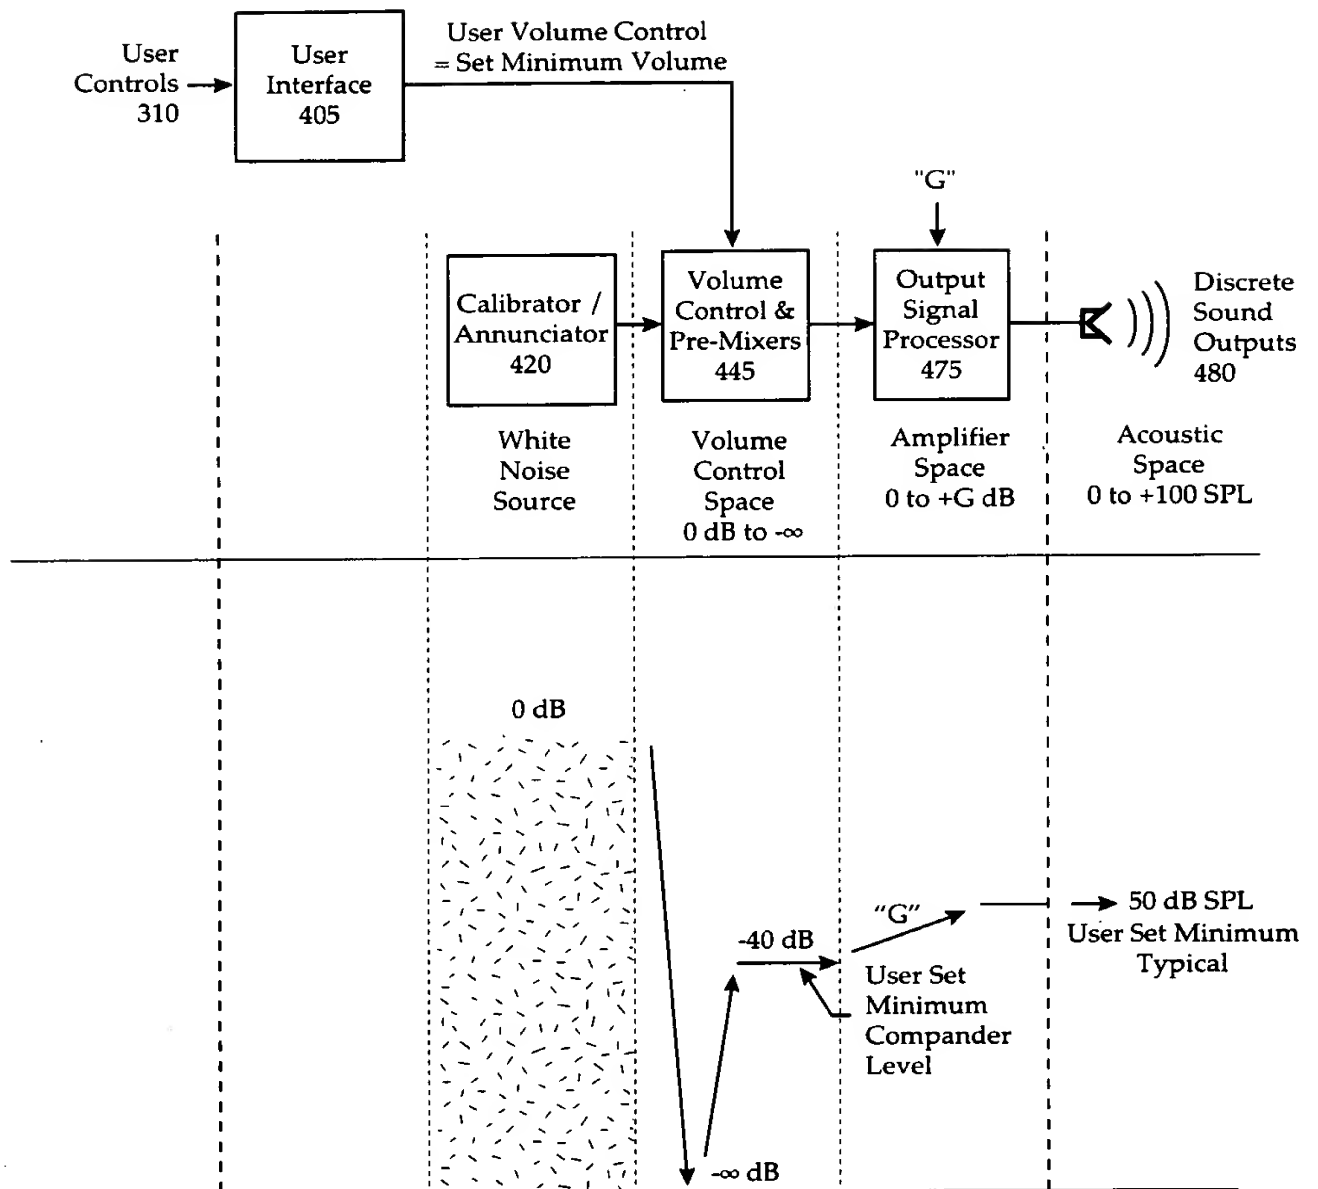 User Volume Control
= Set Minimum Volume
User
Controls
310
User
Interface
405
"G"
Calibrator /
Annunciator
420
Volume
Control &
Pre-Mixers
445
Output
Signal
Processor
475
Discrete
Sound
Outputs
480
White
Noise
Source
Volume
Control
Space
0 dB to -∞
Amplifier
Space
0 to +G dB
Acoustic
Space
0 to +100 SPL
0 dB
-∞ dB
-40 dB
User Set
Minimum
Compander
Level
"G"
50 dB SPL
User Set Minimum
Typical